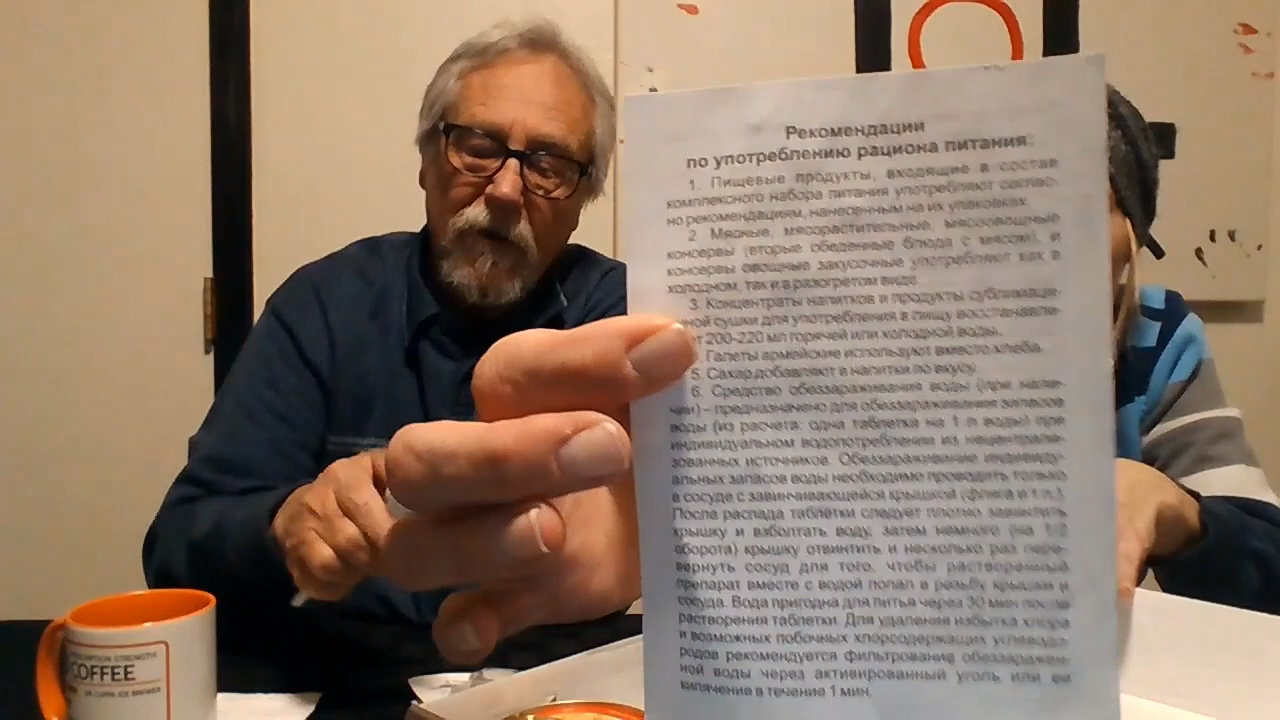 Рекомендации
по употреблению рациона питания:
1. Пищевые продукты, входящие в состав
комплексного набора питания употребляют соглас-
но рекомендациям, нанесенным на их упаковках.
2. Мясные, мясорастительные, мясоовощные
консервы (вторые обеденные блюда с мясом), и
консервы овощные закусочные употребляют как в
холодном, так и в разогретом виде.
3. Концентраты напитков и продукты сублимаци-
нной сушки для употребления в пищу восстанавли-
т 200-220 мл горячей или холодной воды.
Галеты армейские используют вместо хлеба.
5. Сахар добавляют в напитки по вкусу.
6. Средство обеззараживания воды (при нали-
чии) – предназначено для обеззараживания запасов
воды (из расчета: одна таблетка на 1 л воды) при
индивидуальном водопотреблении из нецентрали-
зованных источников. Обеззараживание индивиду-
альных запасов воды необходимо проводить только
в сосуде с завинчивающейся крышкой (фляга и т.п.).
После распада таблетки следует плотно завинтить
крышку и взболтать воду, затем немного (на 1/2
оборота) крышку отвинтить и несколько раз пере-
вернуть сосуд для того, чтобы растворенный
препарат вместе с водой попал в резьбу крышки и
сосуда. Вода пригодна для питья через 30 мин после
растворения таблетки. Для удаления избытка хлора
и возможных побочных хлорсодержащих углеводо-
родов рекомендуется фильтрование обеззаражен-
ной воды через активированный уголь или ее
кипячение в течение 1 мин.
STRENGTH
COFFEE